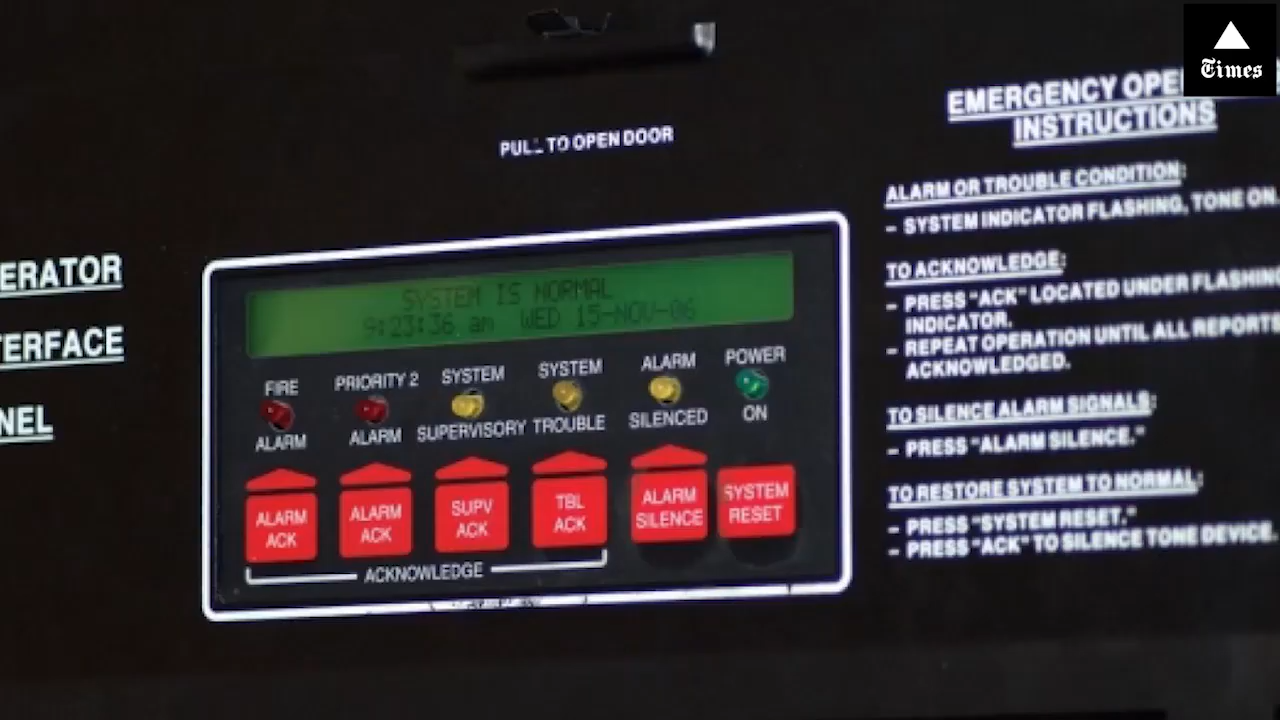 Times
EMERGENCY OPE
INSTRUCTIONS
PULL TO OPEN DOOR
ALARM OR TROUBLE CONDITION:
– SYSTEM INDICATOR FLASHING, TONE ON.
TO ACKNOWLEDGE:
– PRESS "ACK" LOCATED UNDER FLASHING
INDICATOR.
– REPEAT OPERATION UNTIL ALL REPORTS
ACKNOWLEDGED.
TO SILENCE ALARM SIGNALS:
– PRESS "ALARM SILENCE."
TO RESTORE SYSTEM TO NORMAL:
– PRESS "SYSTEM RESET."
– PRESS "ACK" TO SILENCE TONE DEVICE.
ERATOR
TERFACE
NEL
SYSTEM IS NORMAL
9:23:36 am WED 15-NOV-06
FIRE ALARM
PRIORITY 2 ALARM
SYSTEM SUPERVISORY
SYSTEM TROUBLE
ALARM SILENCED
POWER ON
ALARM ACK
ALARM ACK
SUPV ACK
TBL ACK
ALARM SILENCE
SYSTEM RESET
ACKNOWLEDGE